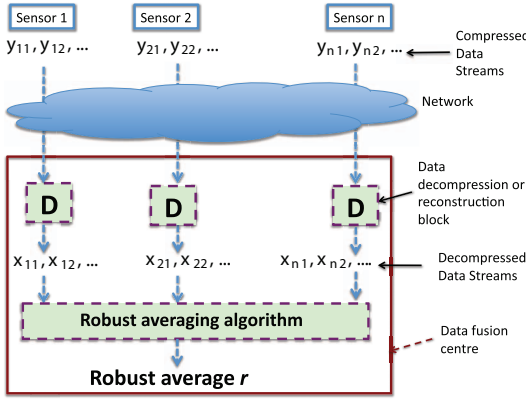 Sensor 1
Sensor 2
Sensor n
y11, y12, ...
y21, y22, ...
yn1, yn2, ...
Compressed
Data
Streams
Network
Data
decompression or
reconstruction
block
D
D
D
x11, x12, ...
x21, x22, ...
xn1, xn2, ....
Decompressed
Data Streams
Robust averaging algorithm
Data fusion
centre
Robust average r